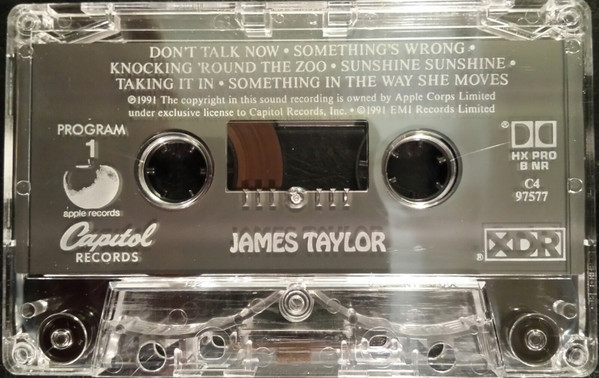 DON'T TALK NOW • SOMETHING'S WRONG •
KNOCKING 'ROUND THE ZOO • SUNSHINE SUNSHINE •
TAKING IT IN • SOMETHING IN THE WAY SHE MOVES
℗1991 The copyright in this sound recording is owned by Apple Corps Limited
under exclusive license to Capitol Records, Inc. • ©1991 EMI Records Limited
PROGRAM
1
apple records
Capitol
RECORDS
®
HX PRO
B NR
C4
97577
JAMES TAYLOR
® XDR